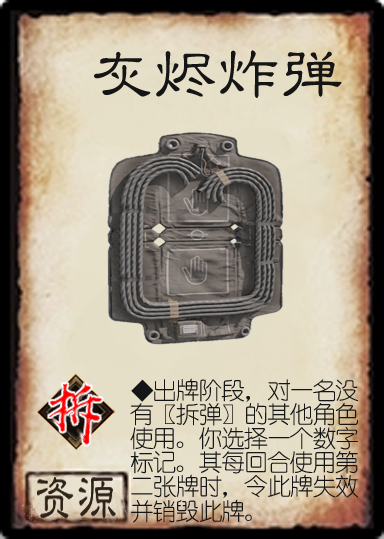 灰烬炸弹
◆出牌阶段，对一名没
有〖拆弹〗的其他角色
使用。你选择一个数字
标记。其每回合使用第
二张牌时，令此牌失效
并销毁此牌。
拆
资源